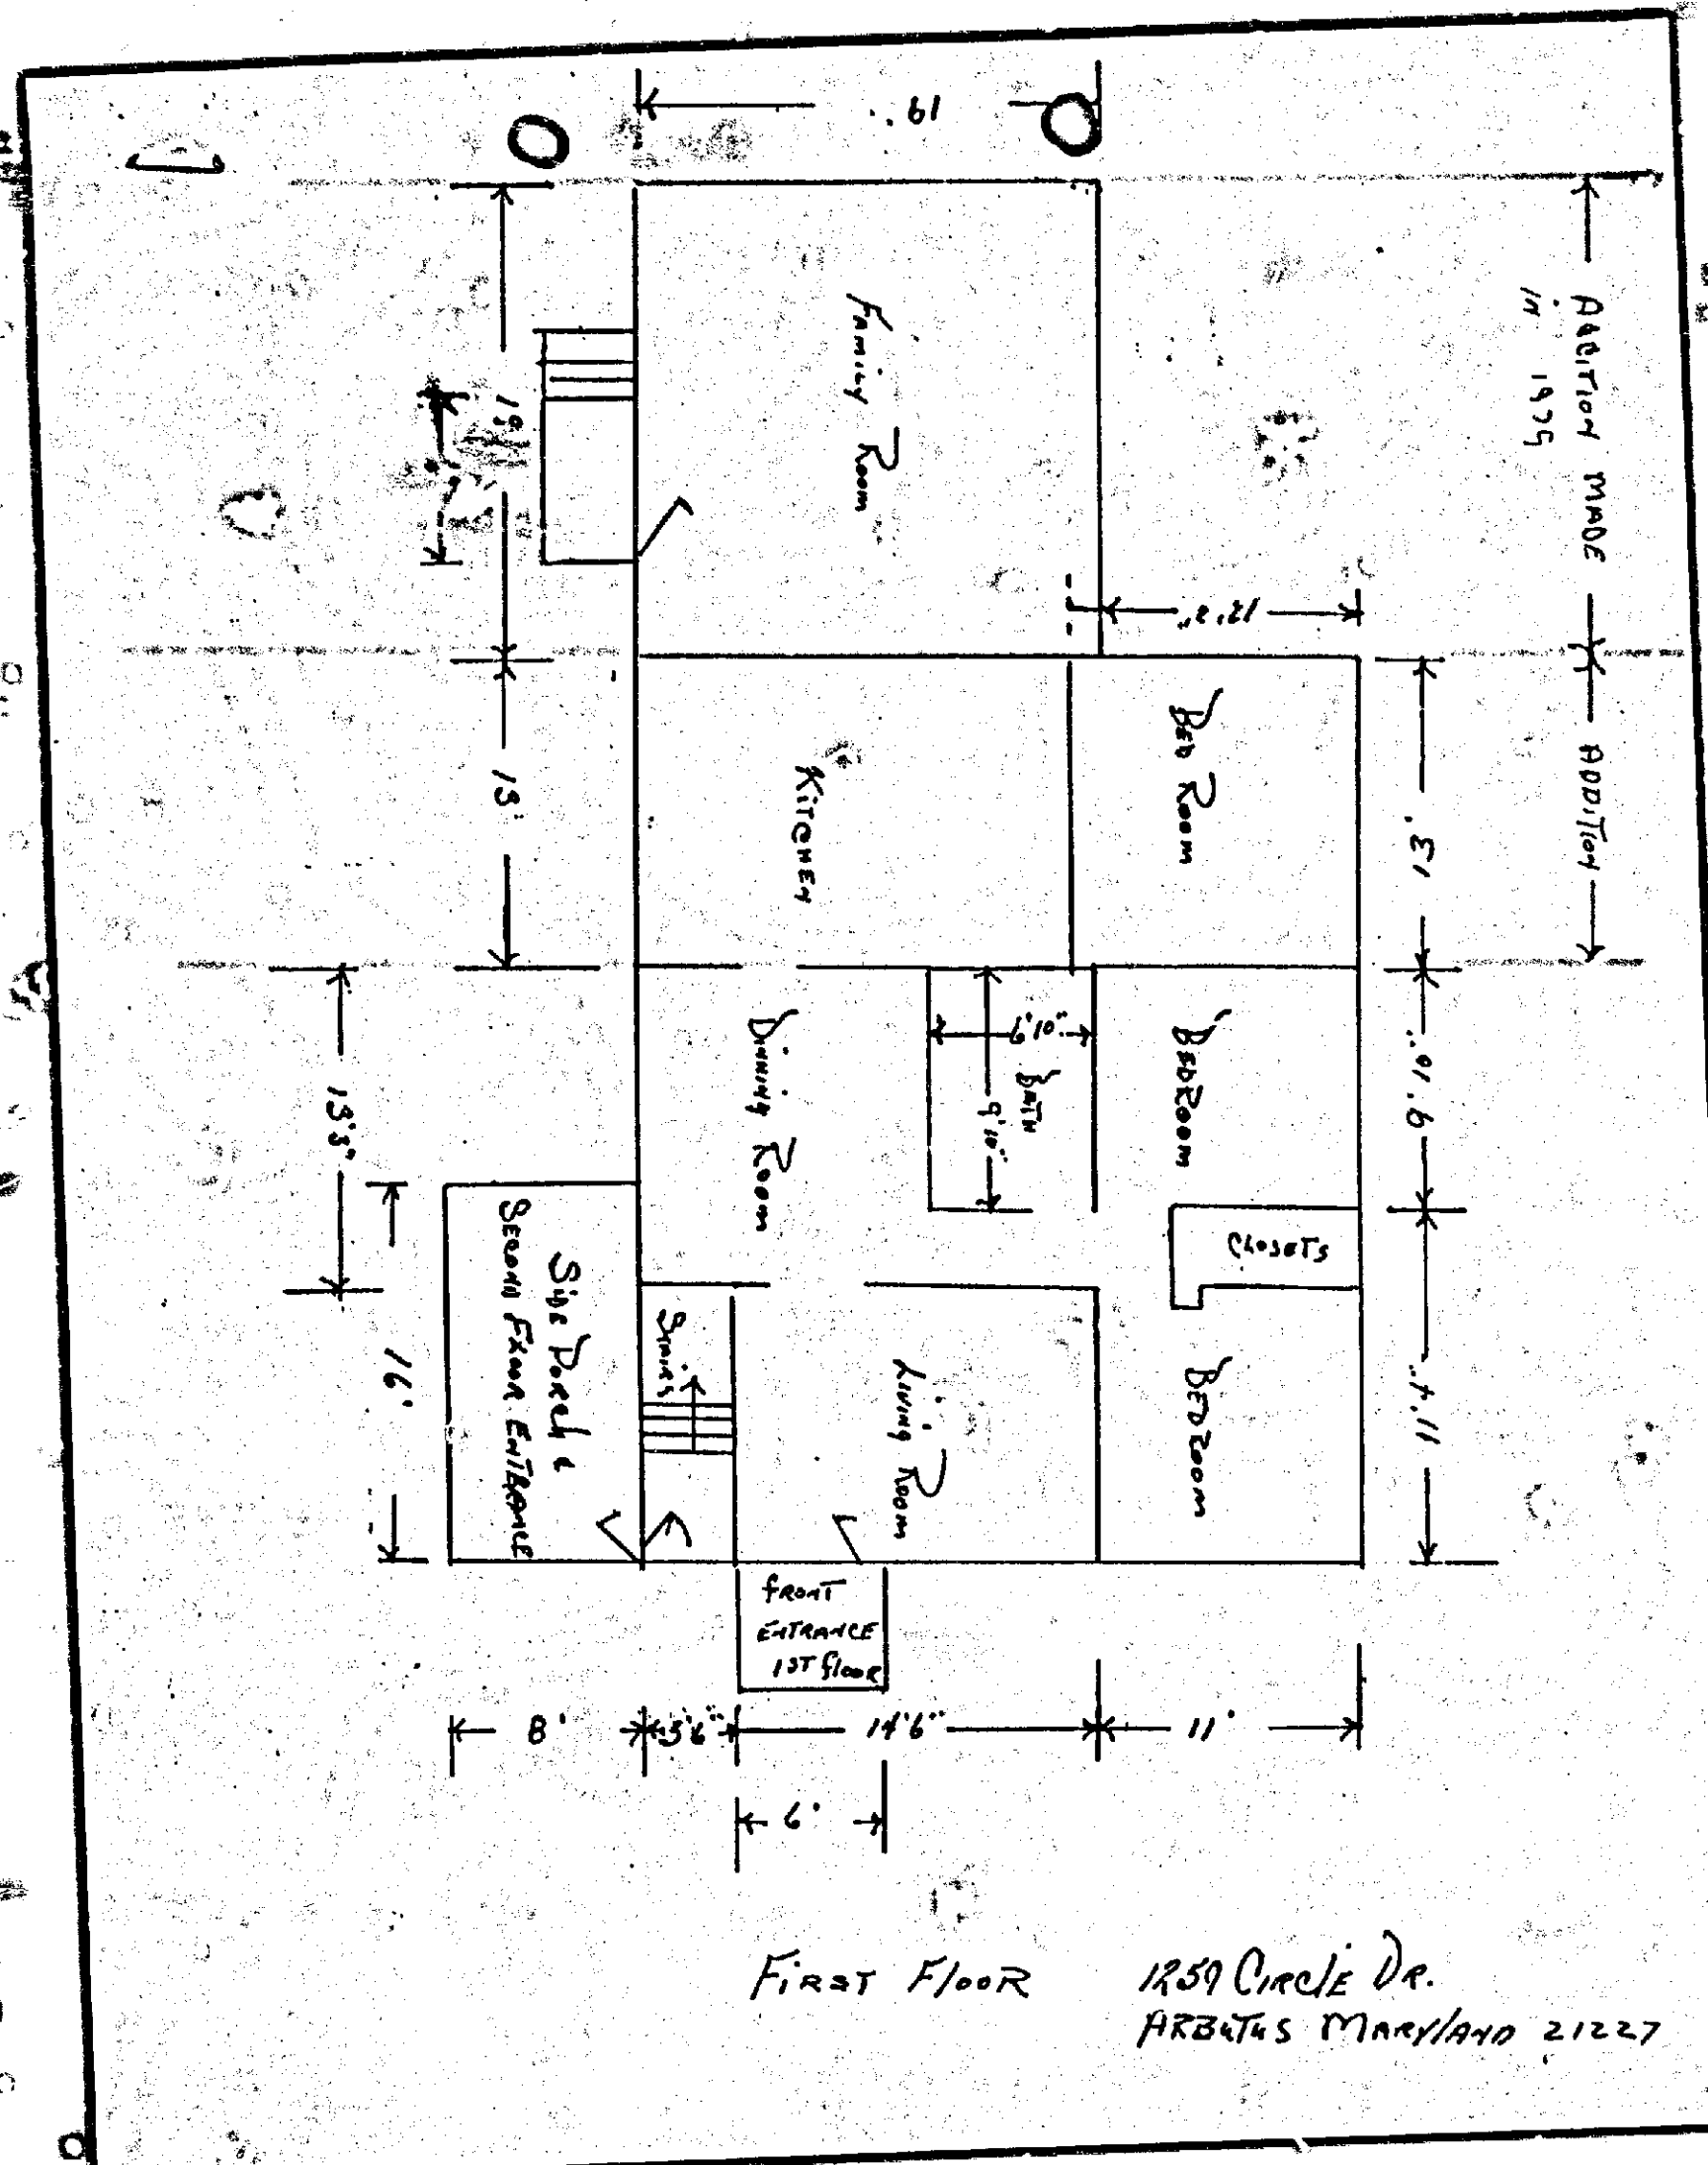 19'
ADDITION MADE
in 1975
Family Room
19'
12'2"
BED Room
KITCHEN
13'
13'
ADDITION
Dinning Room
6'10"
BATH
9'10"
BEDROOM
9'10"
13'3"
CLOSETS
Side Porch &
SECOND FLOOR ENTRANCE
16'
STAIRS
Living Room
BEDROOM
11'4"
FRONT
ENTRANCE
1ST floor
8'
3'6"
14'6"
11'
6'
FIRST FlooR
1259 CIRclE DR.
ARBUTUS MARYlAND 21227